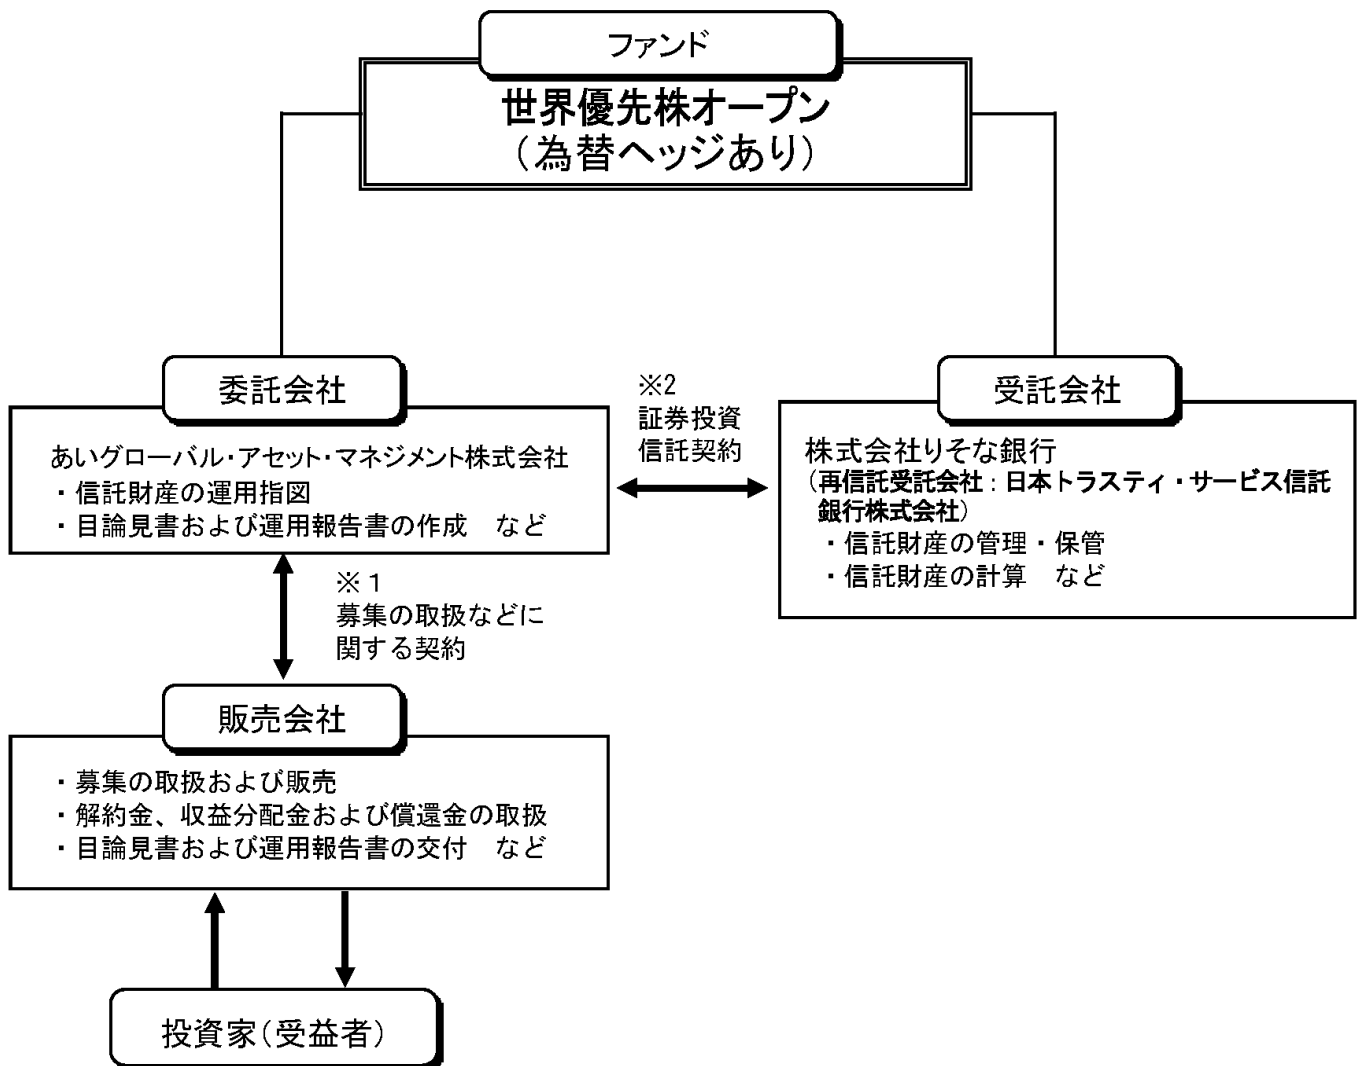 ファンド
世界優先株オープン
（為替ヘッジあり）
委託会社
あいグローバル・アセット・マネジメント株式会社
・信託財産の運用指図
・目論見書および運用報告書の作成　など
※2
証券投資
信託契約
受託会社
株式会社りそな銀行
（再信託受託会社：日本トラスティ・サービス信託
銀行株式会社）
・信託財産の管理・保管
・信託財産の計算　など
※１
募集の取扱などに
関する契約
販売会社
・募集の取扱および販売
・解約金、収益分配金および償還金の取扱
・目論見書および運用報告書の交付　など
投資家（受益者）